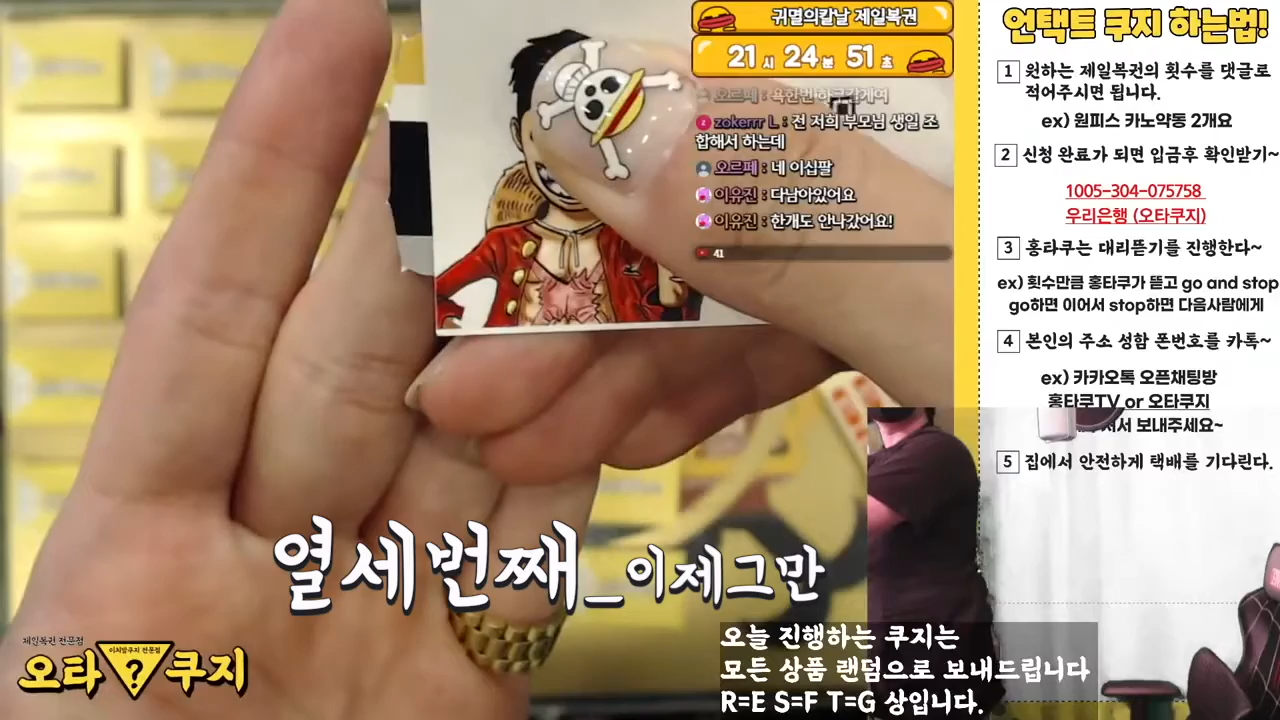 귀멸의칼날 제일복권
21시 24분 51초
오르페 : 욕한번 하고갈게여
zokerrr L : 전 저희 부모님 생일 조
합해서 하는데
오르페 : 네 이십팔
이유진 : 다남아있어요
이유진 : 한개도 안나갔어요!
41
언택트 쿠지 하는법!
1 원하는 제일복권의 횟수를 댓글로
적어주시면 됩니다.
ex) 원피스 카노약동 2개요
2 신청 완료가 되면 입금후 확인받기~
1005-304-075758
우리은행 (오타쿠지)
3 홍타쿠는 대리뜯기를 진행한다~
ex) 횟수만큼 홍타쿠가 뜯고 go and stop
go하면 이어서 stop하면 다음사람에게
4 본인의 주소 성함 폰번호를 카톡~
ex) 카카오톡 오픈채팅방
홍타쿠TV or 오타쿠지
보내주세요~
5 집에서 안전하게 택배를 기다린다.
열세번째_이제그만
제일복권 전문점
이치방쿠지 전문점
오타?쿠지
오늘 진행하는 쿠지는
모든 상품 랜덤으로 보내드립니다
R=E S=F T=G 상입니다.